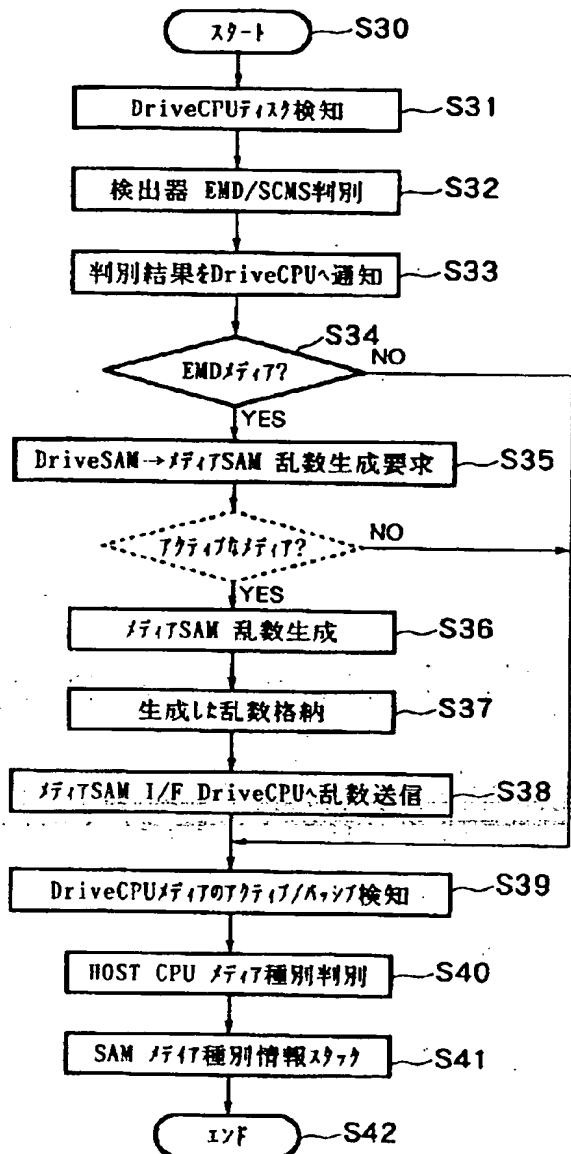 スタート S30
DriveCPUディスク検知 S31
検出器 EMD/SCMS判別 S32
判別結果をDriveCPUへ通知 S33
S34
EMDメディア? NO
YES
DriveSAM→メディアSAM 乱数生成要求 S35
アクティブなメディア? NO
YES
メディアSAM 乱数生成 S36
生成した乱数格納 S37
メディアSAM I/F DriveCPUへ乱数送信 S38
DriveCPUメディアのアクティブ/パッシブ検知 S39
HOST CPU メディア種別判別 S40
SAM メディア種別情報スタック S41
エンド S42